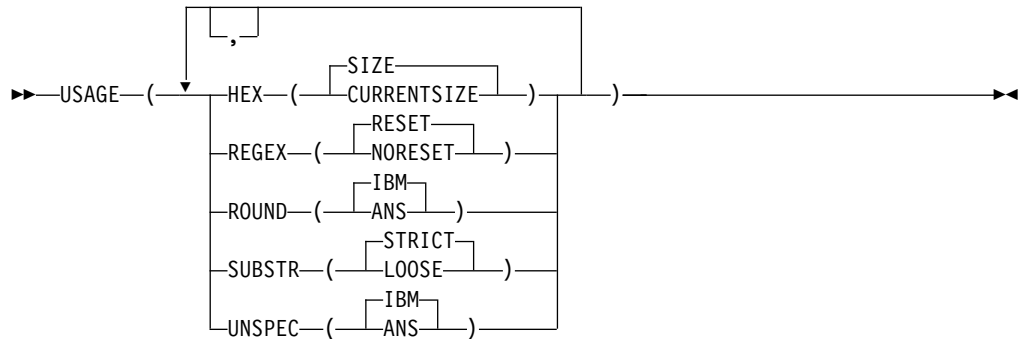 ,
SIZE
USAGE ( HEX ( CURRENTSIZE ) )
RESET
REGEX ( NORESET )
IBM
ROUND ( ANS )
STRICT
SUBSTR ( LOOSE )
IBM
UNSPEC ( ANS )